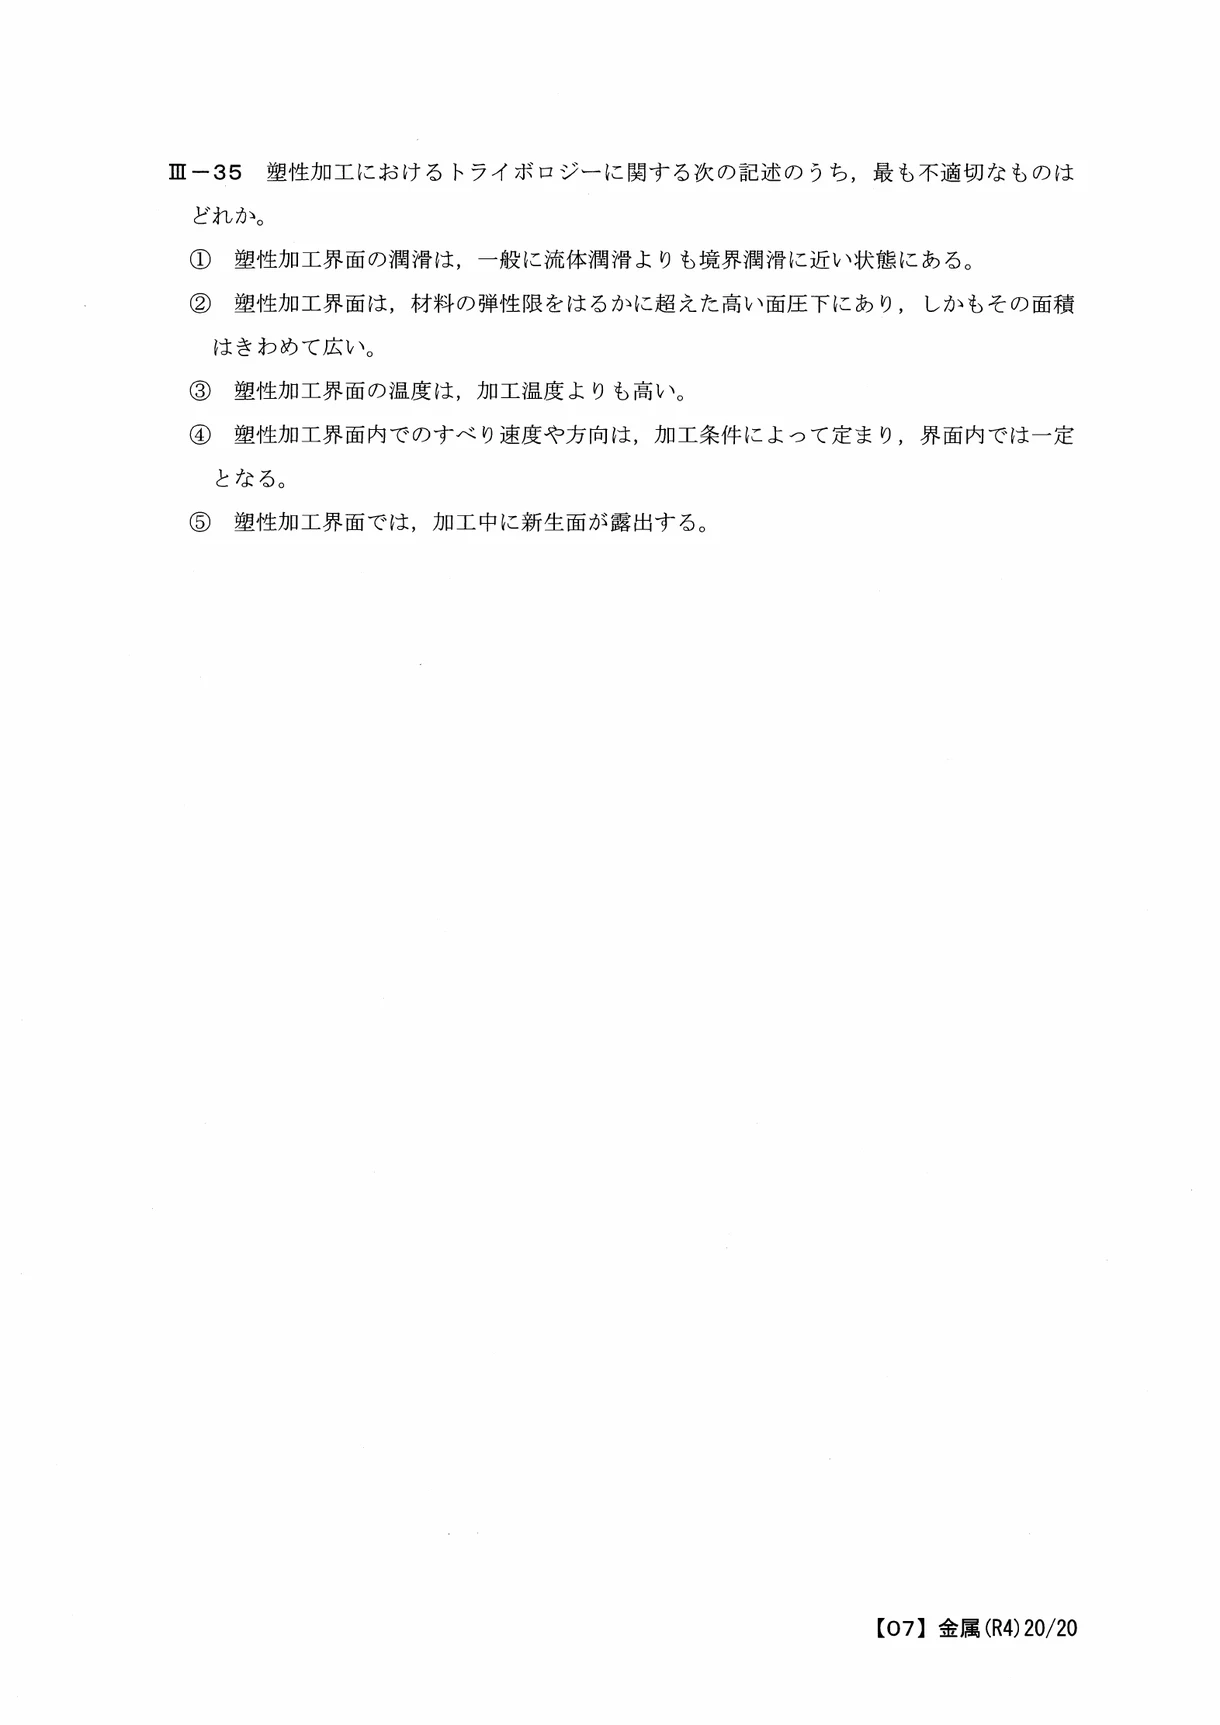 Ⅲ－35　塑性加工におけるトライボロジーに関する次の記述のうち，最も不適切なものは
どれか。
①　塑性加工界面の潤滑は，一般に流体潤滑よりも境界潤滑に近い状態にある。
②　塑性加工界面は，材料の弾性限をはるかに超えた高い面圧下にあり，しかもその面積
はきわめて広い。
③　塑性加工界面の温度は，加工温度よりも高い。
④　塑性加工界面内でのすべり速度や方向は，加工条件によって定まり，界面内では一定
となる。
⑤　塑性加工界面では，加工中に新生面が露出する。
【07】金属(R4)20/20